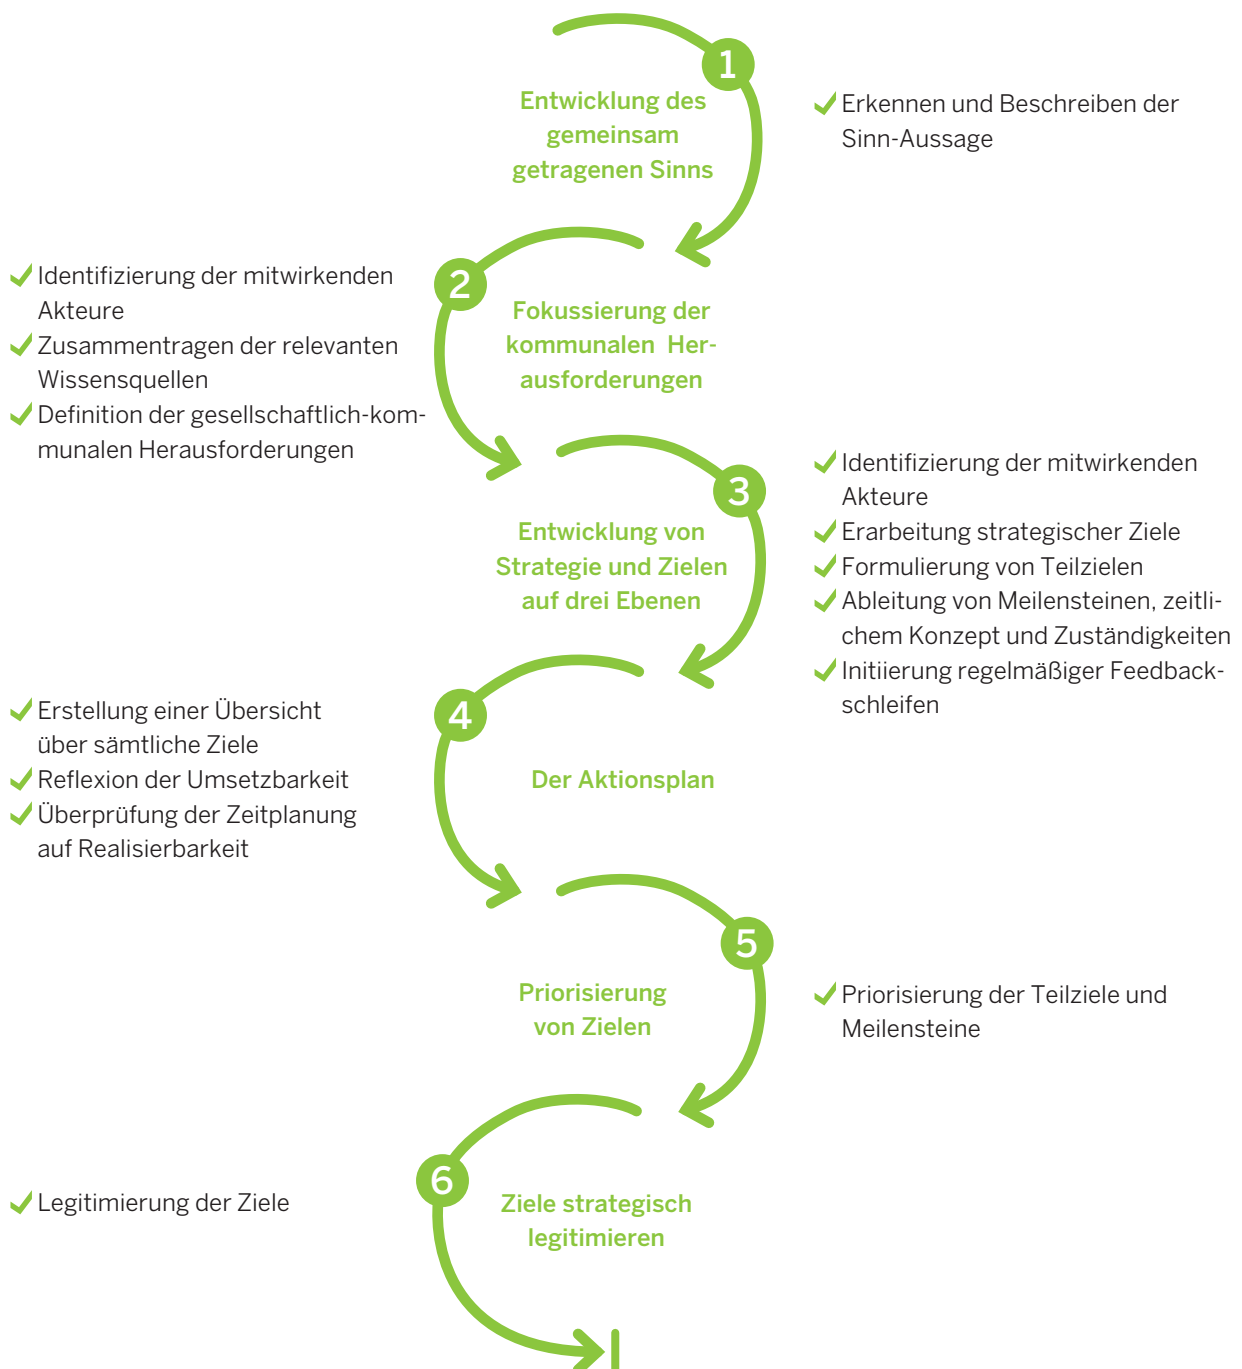 1
Entwicklung des
gemeinsam
getragenen Sinns
Erkennen und Beschreiben der
Sinn-Aussage
2
Fokussierung der
kommunalen Her-
ausforderungen
Identifizierung der mitwirkenden
Akteure
Zusammentragen der relevanten
Wissensquellen
Definition der gesellschaftlich-kom-
munalen Herausforderungen
3
Entwicklung von
Strategie und Zielen
auf drei Ebenen
Identifizierung der mitwirkenden
Akteure
Erarbeitung strategischer Ziele
Formulierung von Teilzielen
Ableitung von Meilensteinen, zeitli-
chem Konzept und Zuständigkeiten
Initiierung regelmäßiger Feedback-
schleifen
4
Der Aktionsplan
Erstellung einer Übersicht
über sämtliche Ziele
Reflexion der Umsetzbarkeit
Überprüfung der Zeitplanung
auf Realisierbarkeit
5
Priorisierung
von Zielen
Priorisierung der Teilziele und
Meilensteine
6
Ziele strategisch
legitimieren
Legitimierung der Ziele